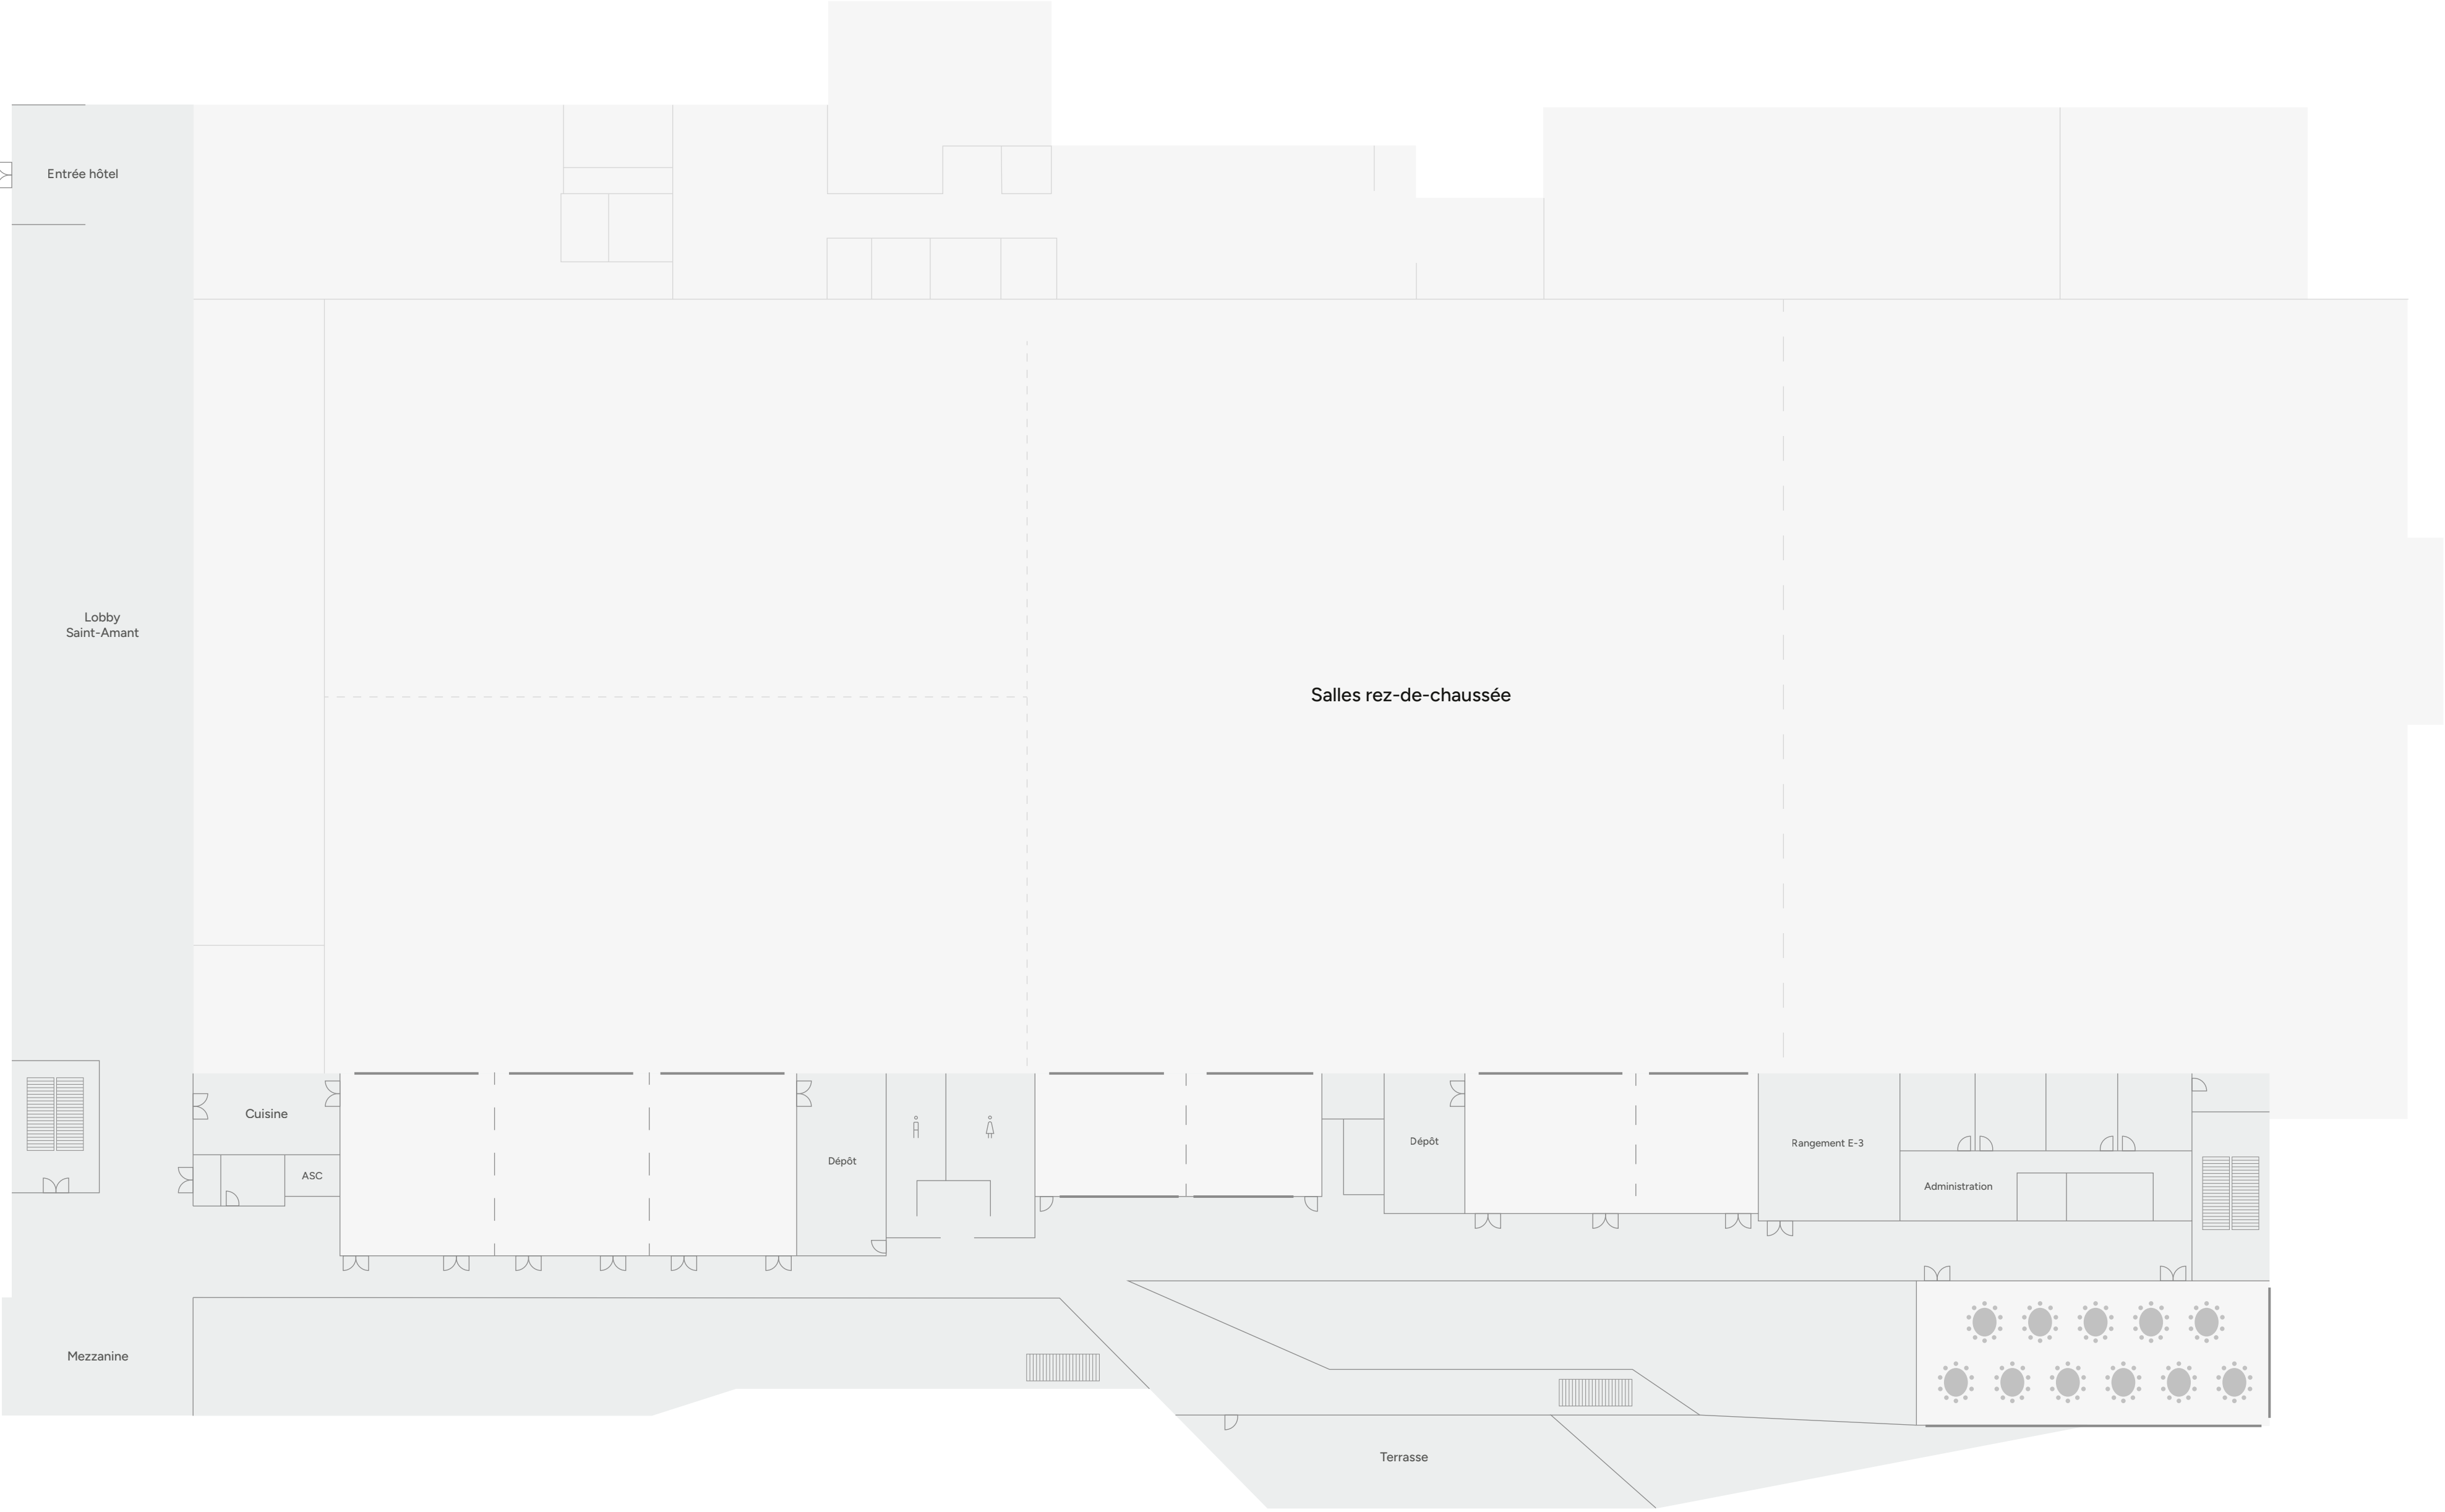 Entrée hôtel
Lobby
Saint-Amant
Salles rez-de-chaussée
Cuisine
ASC
Dépôt
Dépôt
Rangement E-3
Administration
Mezzanine
Terrasse